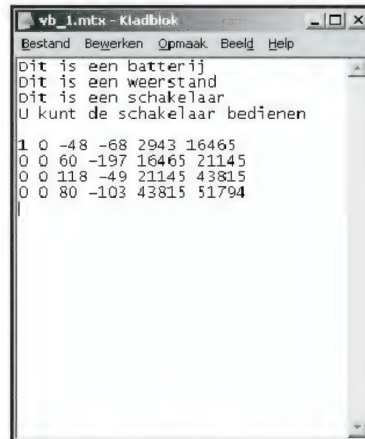 vb_1.mtx - Kladblok
Bestand Bewerken Opmaak Beeld Help
Dit is een batterij
Dit is een weerstand
Dit is een schakelaar
U kunt de schakelaar bedienen
1 0 -48 -68 2943 16465
0 0 60 -197 16465 21145
0 0 118 -49 21145 43815
0 0 80 -103 43815 51794